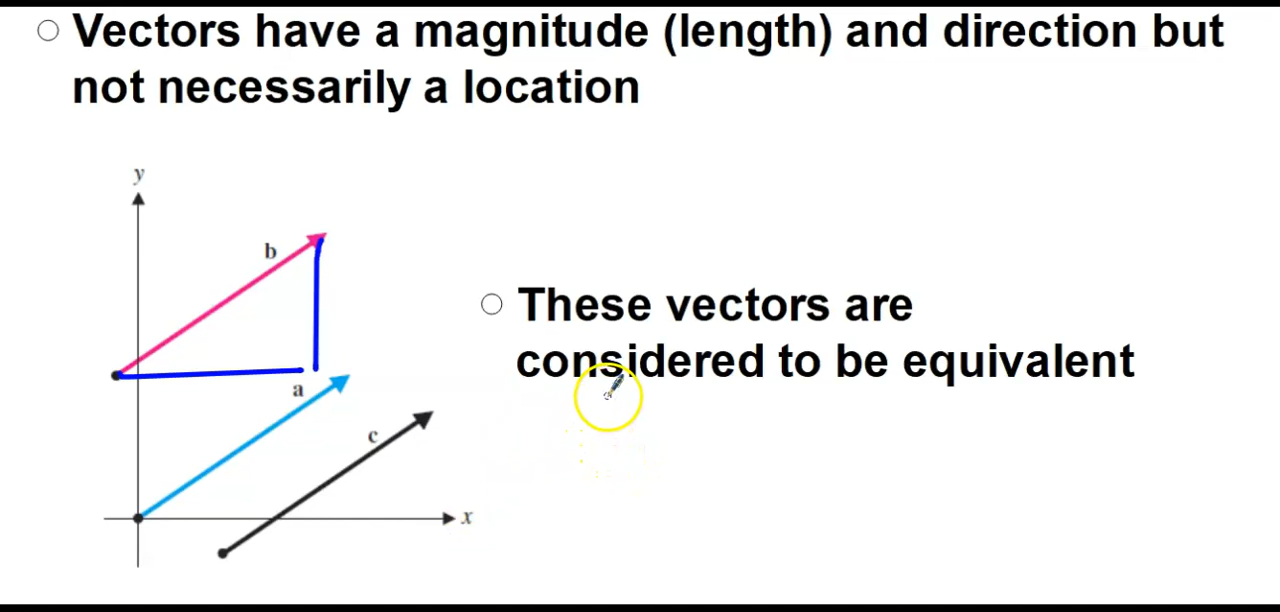 Vectors have a magnitude (length) and direction but
not necessarily a location
y
b
These vectors are
considered to be equivalent
a
c
x